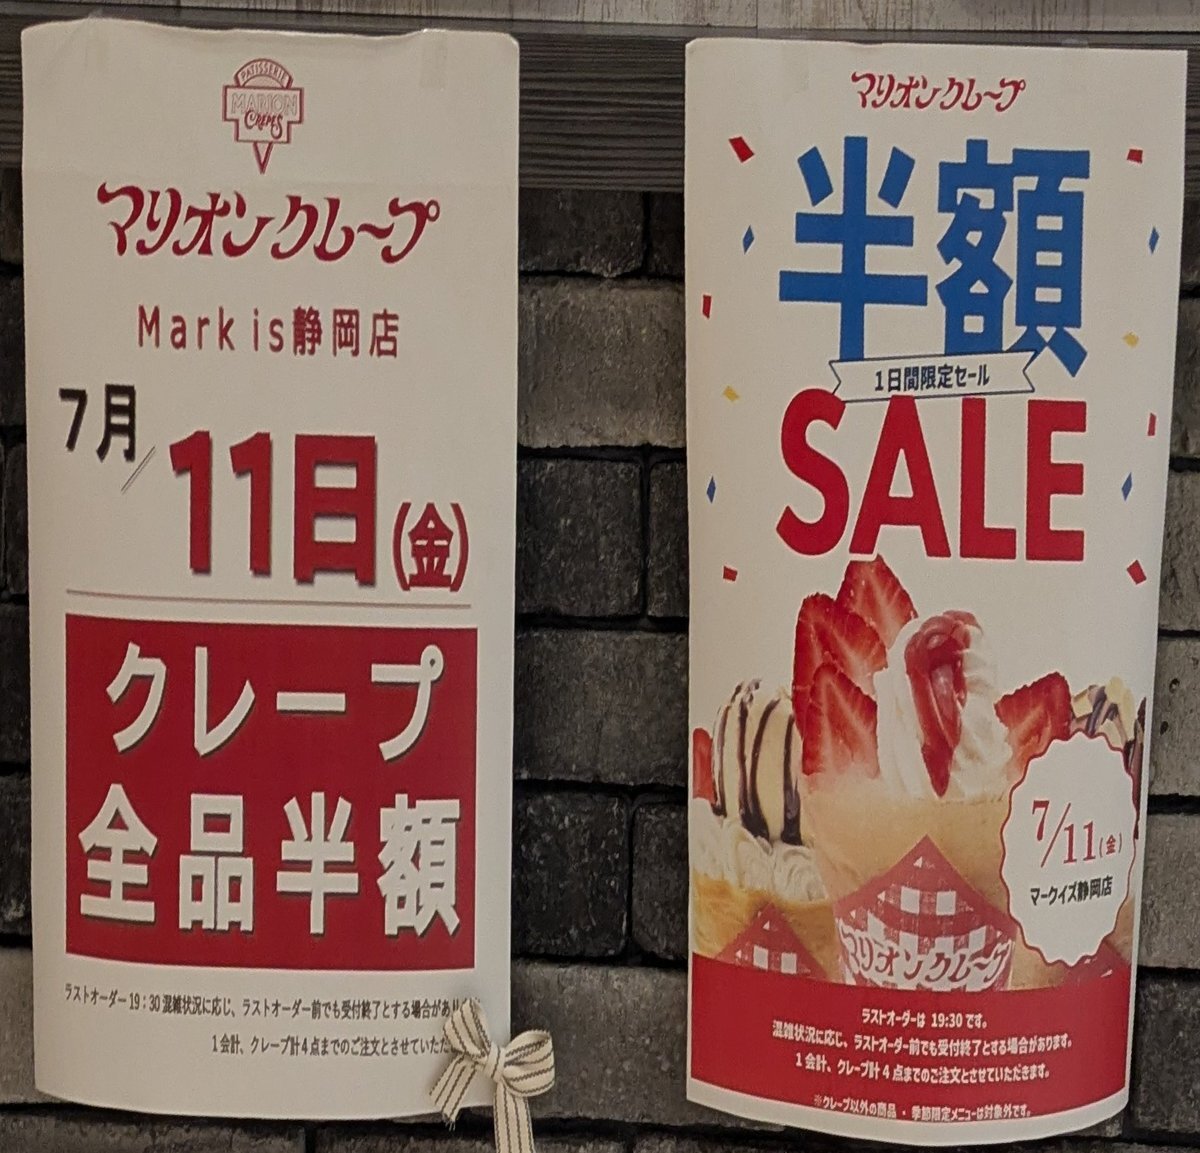 PATISSERIE
MARION
CRÊPES
マリオンクレープ
Mark is静岡店
7月/11日(金)
クレープ
全品半額
ラストオーダー19:30 混雑状況に応じ、ラストオーダー前でも受付終了とする場合があり
1会計、クレープ計4点までのご注文とさせていただ
マリオンクレープ
半額
1日間限定セール
SALE
7/11(金)
マークイズ静岡店
マリオンクレープ
ラストオーダーは 19:30 です。
混雑状況に応じ、ラストオーダー前でも受付終了とする場合があります。
1会計、クレープ計4点までのご注文とさせていただきます。
※クレープ以外の商品・季節限定メニューは対象外です。